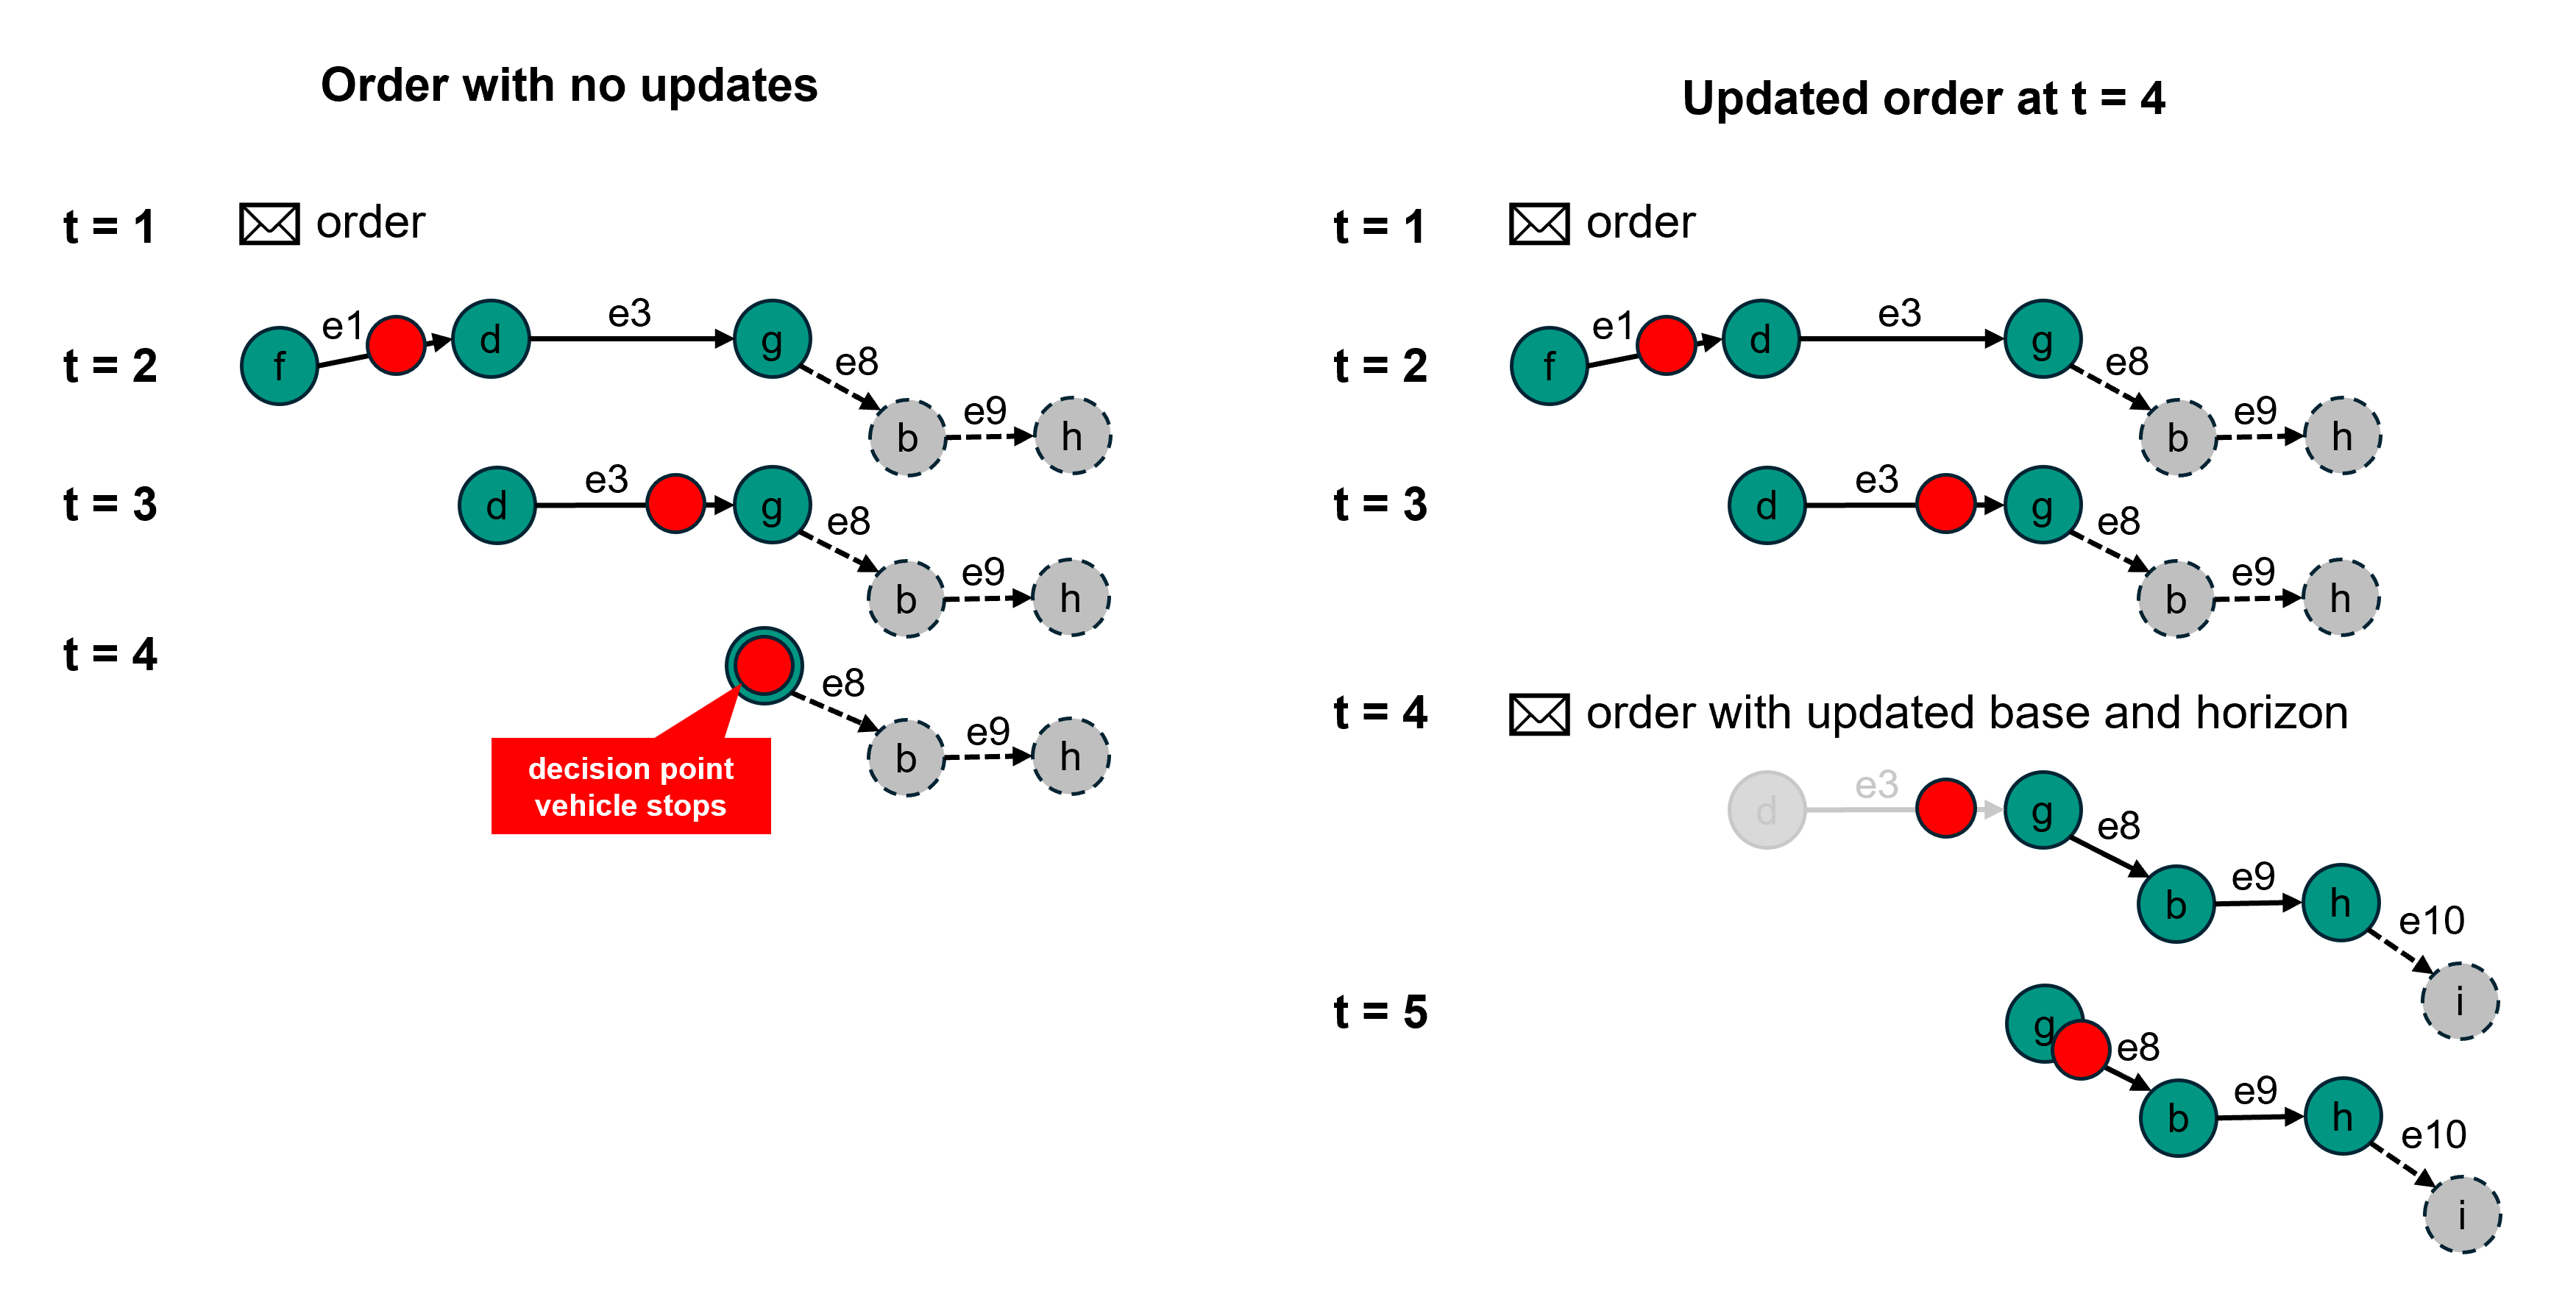 Order with no updates
t = 1
order
t = 2
f
e1
d
e3
g
e8
b
e9
h
t = 3
d
e3
g
e8
b
e9
h
t = 4
e8
b
e9
h
decision point
vehicle stops
Updated order at t = 4
t = 1
order
t = 2
f
e1
d
e3
g
e8
b
e9
h
t = 3
d
e3
g
e8
b
e9
h
t = 4
order with updated base and horizon
d
e3
g
e8
b
e9
h
e10
i
t = 5
g
e8
b
e9
h
e10
i